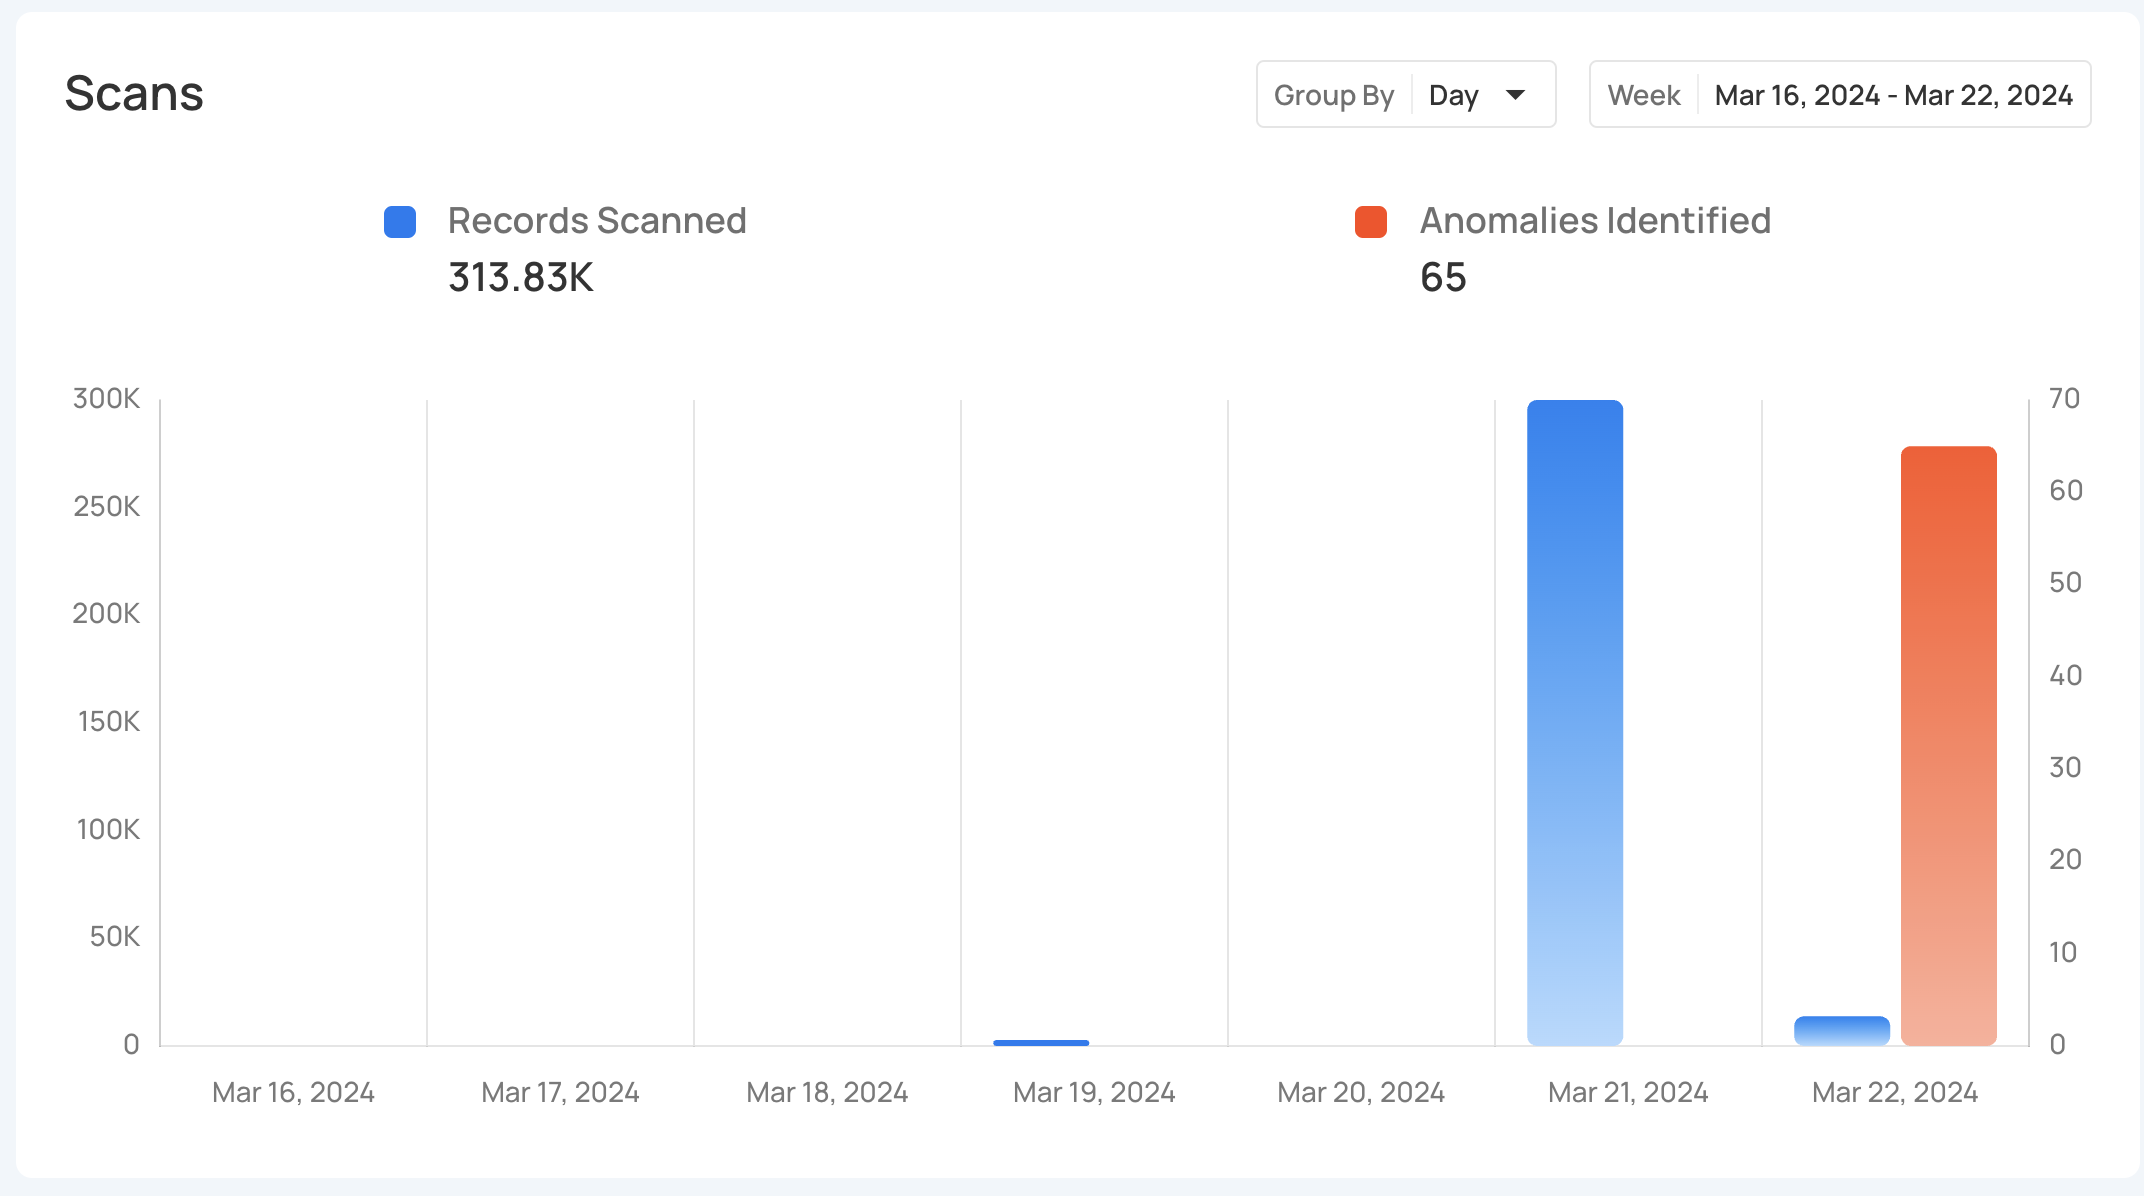 Scans
Group By Day
Week Mar 16, 2024 - Mar 22, 2024
Records Scanned
313.83K
Anomalies Identified
65
300K
250K
200K
150K
100K
50K
0
70
60
50
40
30
20
10
0
Mar 16, 2024
Mar 17, 2024
Mar 18, 2024
Mar 19, 2024
Mar 20, 2024
Mar 21, 2024
Mar 22, 2024